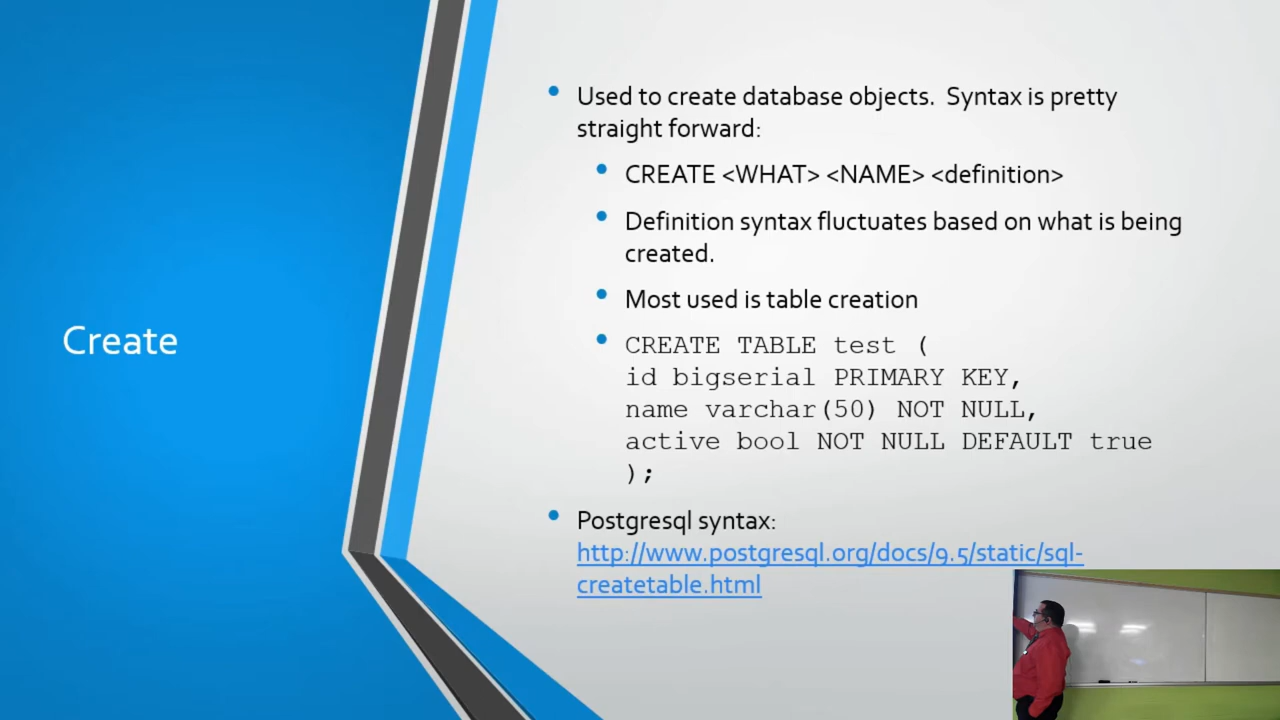 Create
Used to create database objects.  Syntax is pretty
straight forward:
CREATE <WHAT> <NAME> <definition>
Definition syntax fluctuates based on what is being
created.
Most used is table creation
CREATE TABLE test (
id bigserial PRIMARY KEY,
name varchar(50) NOT NULL,
active bool NOT NULL DEFAULT true
);
Postgresql syntax:
http://www.postgresql.org/docs/9.5/static/sql-
createtable.html